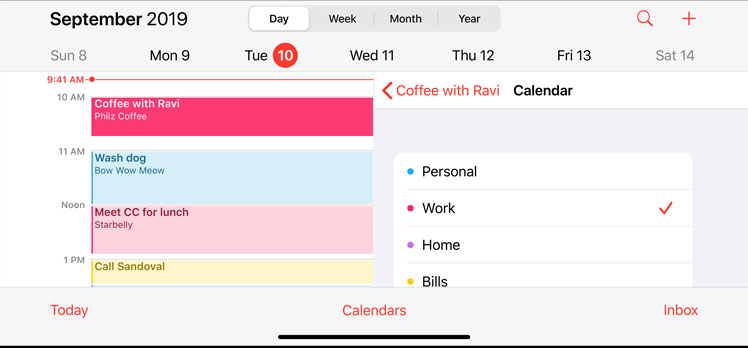 September 2019
Day Week Month Year
Sun 8 Mon 9 Tue 10 Wed 11 Thu 12 Fri 13 Sat 14
9:41 AM
10 AM
Coffee with Ravi
Philz Coffee
11 AM
Wash dog
Bow Wow Meow
Noon
Meet CC for lunch
Starbelly
1 PM
Call Sandoval
Coffee with Ravi Calendar
Personal
Work
Home
Bills
Today Calendars Inbox